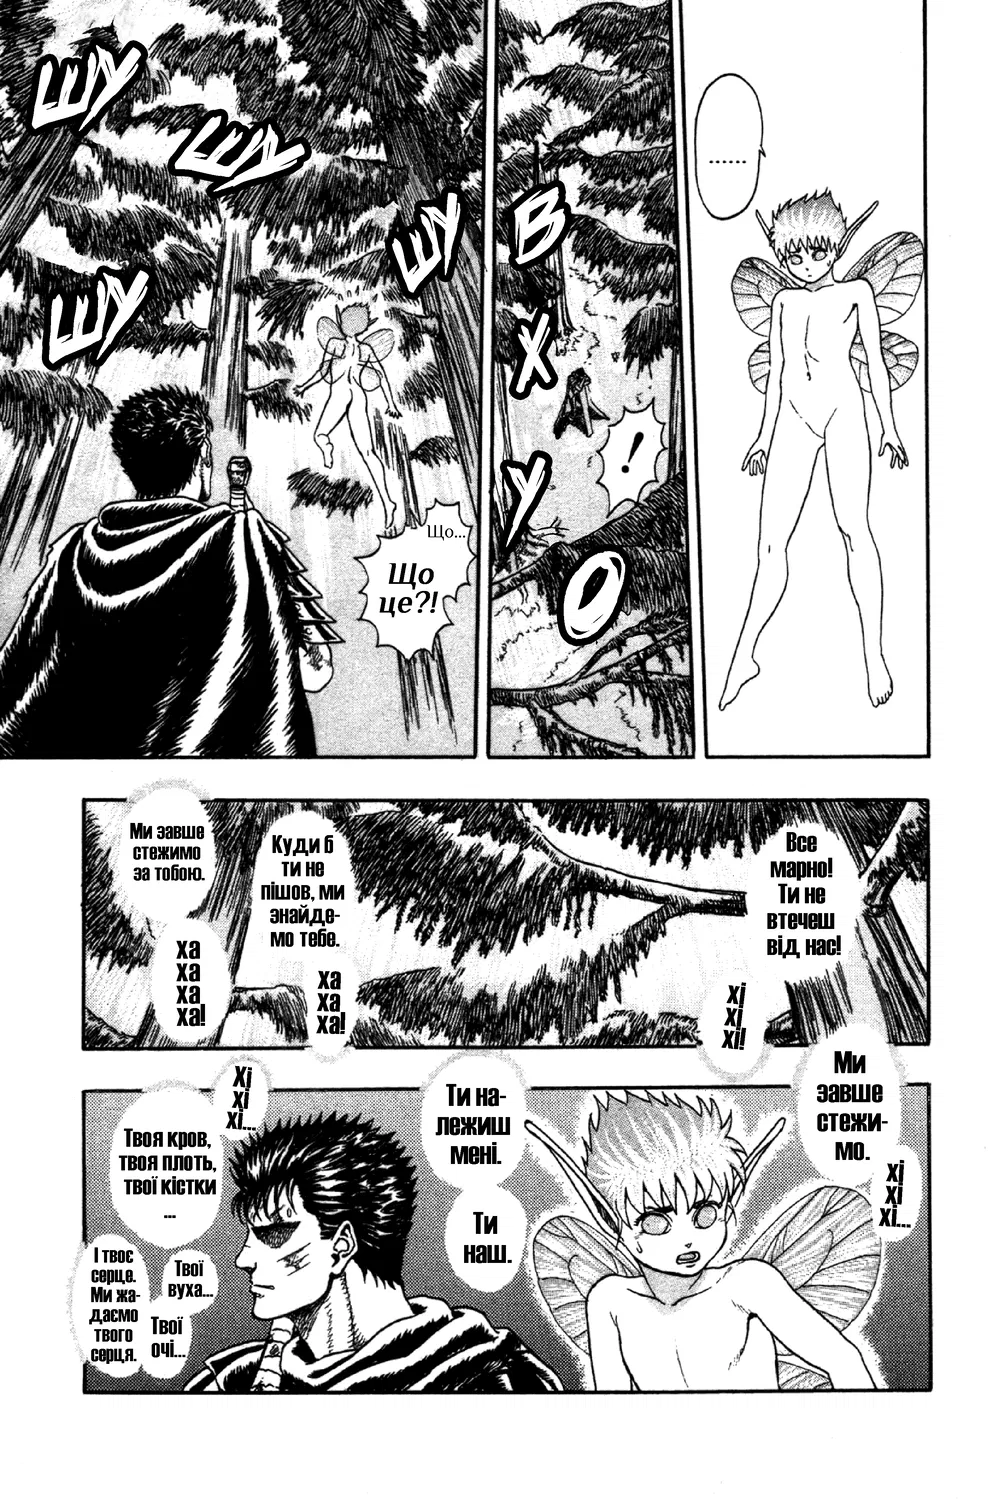 ......
ВХУО
!
ШУ
ШУ
ШУ
ШУ
Що...
Що
це?!
Все
марно!
Ти не
втечеш
від нас!
хі
хі
хі!
Куди б
ти не
пішов, ми
знайде-
мо тебе.
ха
ха
ха!
Ми завше
стежимо
за тобою.
ха
ха
ха
ха!
Ми
завше
стежи-
мо.
хі
хі
хі...
Ти на-
лежиш
мені.
Ти
наш.
хі
хі
хі...
Твоя кров,
твоя плоть,
твої кістки
...
Твої
вуха...
Твої
очі...
І твоє
серце.
Ми жа-
даємо
твого
серця.